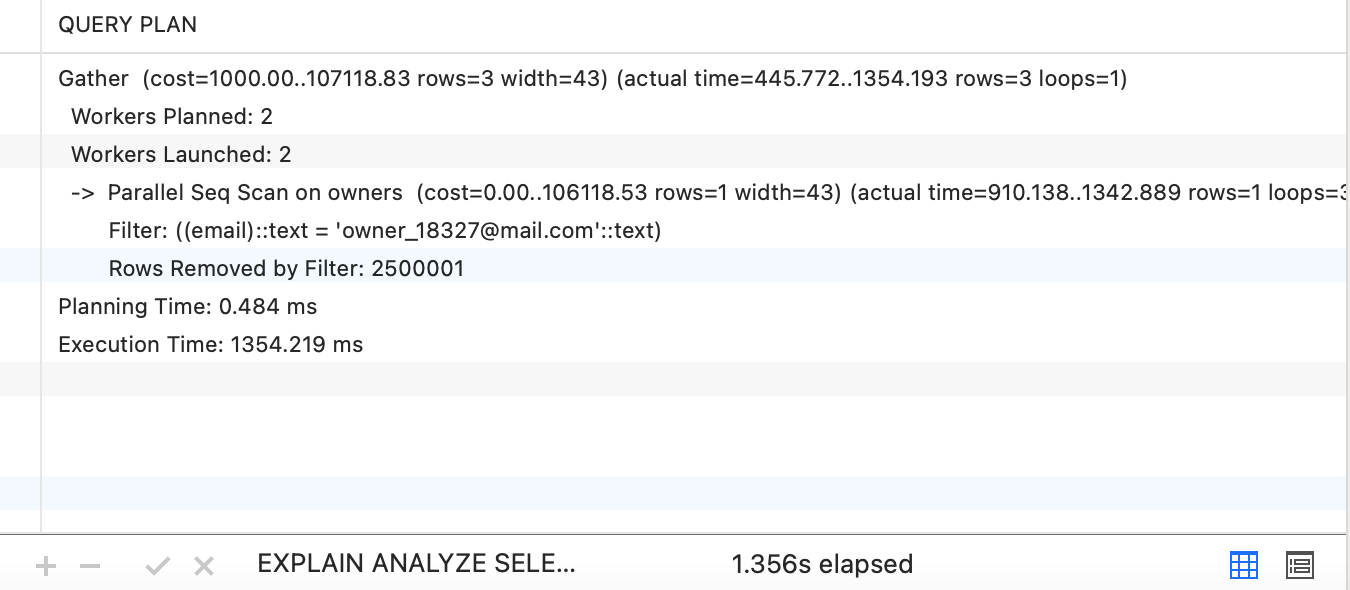 QUERY PLAN
Gather  (cost=1000.00..107118.83 rows=3 width=43) (actual time=445.772..1354.193 rows=3 loops=1)
Workers Planned: 2
Workers Launched: 2
->  Parallel Seq Scan on owners  (cost=0.00..106118.53 rows=1 width=43) (actual time=910.138..1342.889 rows=1 loops=3
Filter: ((email)::text = 'owner_18327@mail.com'::text)
Rows Removed by Filter: 2500001
Planning Time: 0.484 ms
Execution Time: 1354.219 ms
EXPLAIN ANALYZE SELE... 1.356s elapsed